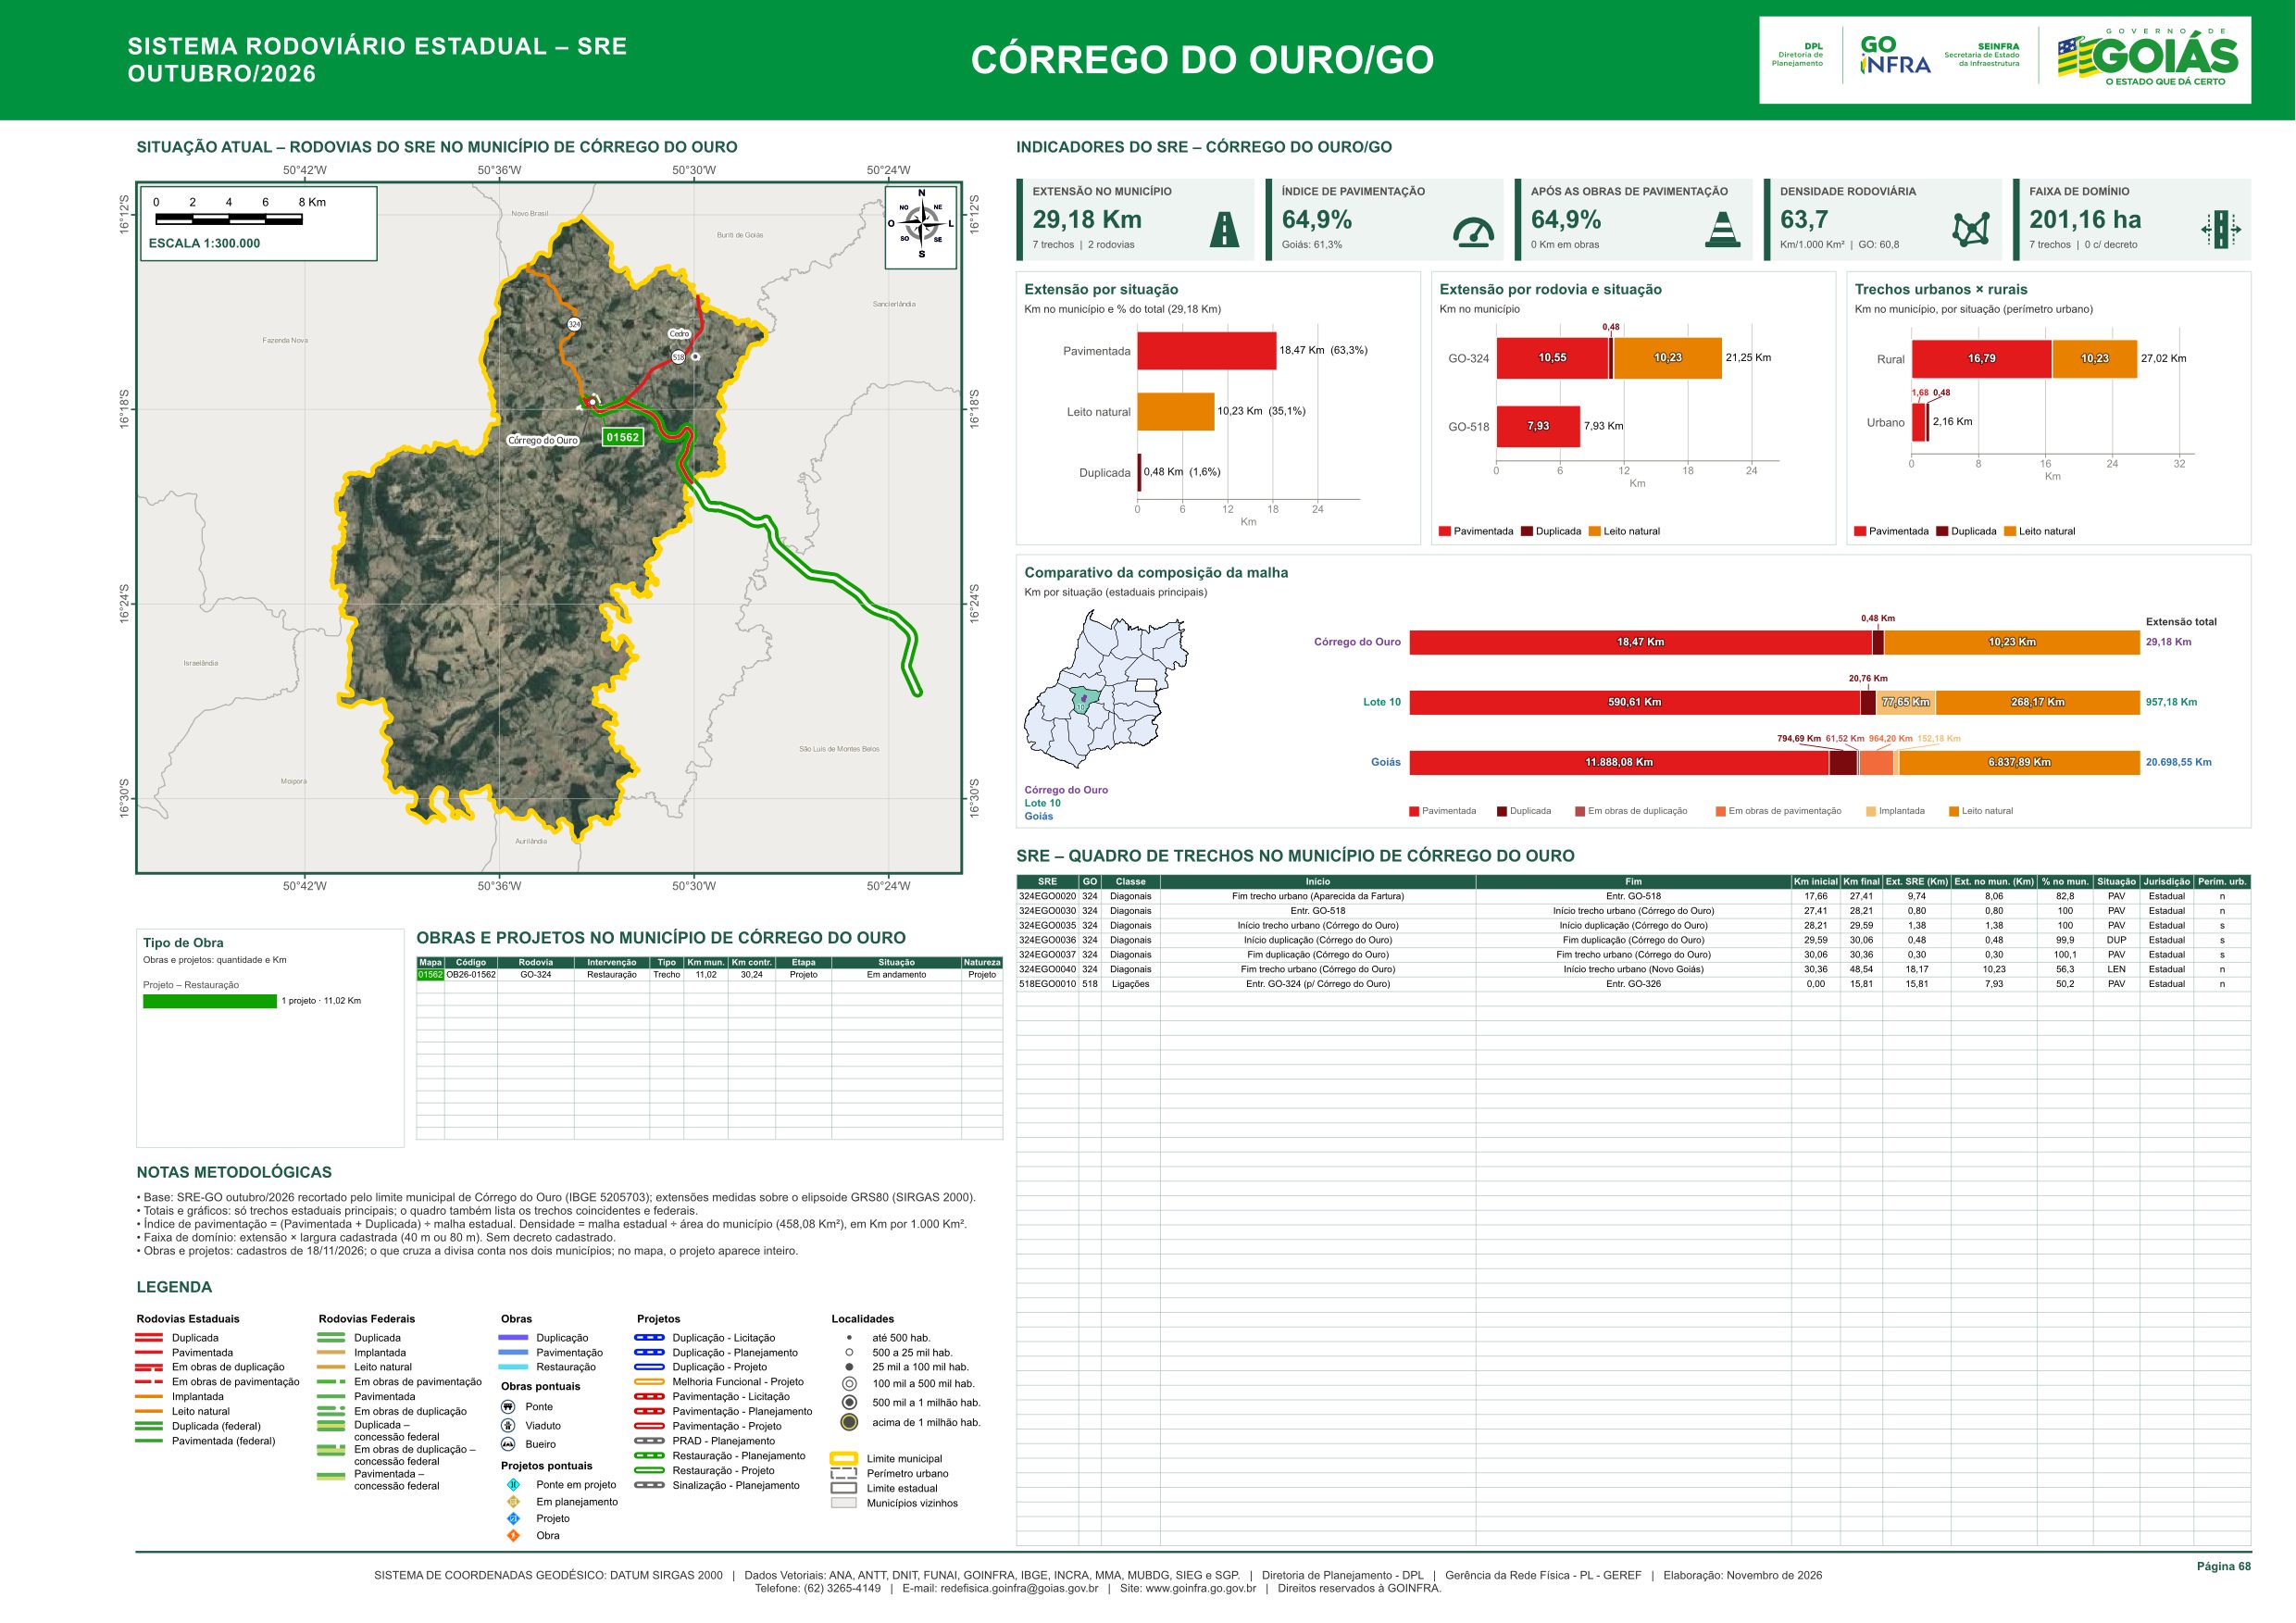 SISTEMA RODOVIÁRIO ESTADUAL – SRE
OUTUBRO/2026
CÓRREGO DO OURO/GO
DPL
Diretoria de
Planejamento
GO
iNFRA
SEINFRA
Secretaria de Estado
da Infraestrutura
GOVERNO DE
GOIÁS
O ESTADO QUE DÁ CERTO
SITUAÇÃO ATUAL – RODOVIAS DO SRE NO MUNICÍPIO DE CÓRREGO DO OURO
50°42'W 50°36'W 50°30'W 50°24'W
16°12'S 16°18'S 16°24'S 16°30'S
0 2 4 6 8 Km
ESCALA 1:300.000
N
NO NE
O L
SO SE
S
Novo Brasil
Buriti de Goiás
Sanclerlândia
Fazenda Nova
324
Cedro
518
Córrego do Ouro
01562
Israelândia
São Luís de Montes Belos
Moiporá
Aurilândia
16°12'S 16°18'S 16°24'S 16°30'S
50°42'W 50°36'W 50°30'W 50°24'W
INDICADORES DO SRE – CÓRREGO DO OURO/GO
EXTENSÃO NO MUNICÍPIO
29,18 Km
7 trechos | 2 rodovias
ÍNDICE DE PAVIMENTAÇÃO
64,9%
Goiás: 61,3%
APÓS AS OBRAS DE PAVIMENTAÇÃO
64,9%
0 Km em obras
DENSIDADE RODOVIÁRIA
63,7
Km/1.000 Km² | GO: 60,8
FAIXA DE DOMÍNIO
201,16 ha
7 trechos | 0 c/ decreto
Extensão por situação
Km no município e % do total (29,18 Km)
Pavimentada 18,47 Km (63,3%)
Leito natural 10,23 Km (35,1%)
Duplicada 0,48 Km (1,6%)
0 6 12 18 24
Km
Extensão por rodovia e situação
Km no município
0,48
GO-324 10,55 10,23 21,25 Km
GO-518 7,93 7,93 Km
0 6 12 18 24
Km
Pavimentada Duplicada Leito natural
Trechos urbanos × rurais
Km no município, por situação (perímetro urbano)
Rural 16,79 10,23 27,02 Km
1,68 0,48
Urbano 2,16 Km
0 8 16 24 32
Km
Pavimentada Duplicada Leito natural
Comparativo da composição da malha
Km por situação (estaduais principais)
10
Córrego do Ouro
Lote 10
Goiás
Extensão total
0,48 Km
Córrego do Ouro 18,47 Km 10,23 Km 29,18 Km
20,76 Km
Lote 10 590,61 Km 77,65 Km 268,17 Km 957,18 Km
794,69 Km 61,52 Km 964,20 Km 152,18 Km
Goiás 11.888,08 Km 6.837,89 Km 20.698,55 Km
Pavimentada Duplicada Em obras de duplicação Em obras de pavimentação Implantada Leito natural
SRE – QUADRO DE TRECHOS NO MUNICÍPIO DE CÓRREGO DO OURO
SRE GO Classe Início Fim Km inicial Km final Ext. SRE (Km) Ext. no mun. (Km) % no mun. Situação Jurisdição Perím. urb.
324EGO0020 324 Diagonais Fim trecho urbano (Aparecida da Fartura) Entr. GO-518 17,66 27,41 9,74 8,06 82,8 PAV Estadual n
324EGO0030 324 Diagonais Entr. GO-518 Início trecho urbano (Córrego do Ouro) 27,41 28,21 0,80 0,80 100 PAV Estadual n
324EGO0035 324 Diagonais Início trecho urbano (Córrego do Ouro) Início duplicação (Córrego do Ouro) 28,21 29,59 1,38 1,38 100 PAV Estadual s
324EGO0036 324 Diagonais Início duplicação (Córrego do Ouro) Fim duplicação (Córrego do Ouro) 29,59 30,06 0,48 0,48 99,9 DUP Estadual s
324EGO0037 324 Diagonais Fim duplicação (Córrego do Ouro) Fim trecho urbano (Córrego do Ouro) 30,06 30,36 0,30 0,30 100,1 PAV Estadual s
324EGO0040 324 Diagonais Fim trecho urbano (Córrego do Ouro) Início trecho urbano (Novo Goiás) 30,36 48,54 18,17 10,23 56,3 LEN Estadual n
518EGO0010 518 Ligações Entr. GO-324 (p/ Córrego do Ouro) Entr. GO-326 0,00 15,81 15,81 7,93 50,2 PAV Estadual n
Tipo de Obra
Obras e projetos: quantidade e Km
Projeto – Restauração
1 projeto · 11,02 Km
OBRAS E PROJETOS NO MUNICÍPIO DE CÓRREGO DO OURO
Mapa Código Rodovia Intervenção Tipo Km mun. Km contr. Etapa Situação Natureza
01562 OB26-01562 GO-324 Restauração Trecho 11,02 30,24 Projeto Em andamento Projeto
NOTAS METODOLÓGICAS
• Base: SRE-GO outubro/2026 recortado pelo limite municipal de Córrego do Ouro (IBGE 5205703); extensões medidas sobre o elipsoide GRS80 (SIRGAS 2000).
• Totais e gráficos: só trechos estaduais principais; o quadro também lista os trechos coincidentes e federais.
• Índice de pavimentação = (Pavimentada + Duplicada) ÷ malha estadual. Densidade = malha estadual ÷ área do município (458,08 Km²), em Km por 1.000 Km².
• Faixa de domínio: extensão × largura cadastrada (40 m ou 80 m). Sem decreto cadastrado.
• Obras e projetos: cadastros de 18/11/2026; o que cruza a divisa conta nos dois municípios; no mapa, o projeto aparece inteiro.
LEGENDA
Rodovias Estaduais
Duplicada
Pavimentada
Em obras de duplicação
Em obras de pavimentação
Implantada
Leito natural
Duplicada (federal)
Pavimentada (federal)
Rodovias Federais
Duplicada
Implantada
Leito natural
Em obras de pavimentação
Pavimentada
Em obras de duplicação
Duplicada –
concessão federal
Em obras de duplicação –
concessão federal
Pavimentada –
concessão federal
Obras
Duplicação
Pavimentação
Restauração
Obras pontuais
Ponte
Viaduto
Bueiro
Projetos pontuais
Ponte em projeto
Em planejamento
Projeto
Obra
Projetos
Duplicação - Licitação
Duplicação - Planejamento
Duplicação - Projeto
Melhoria Funcional - Projeto
Pavimentação - Licitação
Pavimentação - Planejamento
Pavimentação - Projeto
PRAD - Planejamento
Restauração - Planejamento
Restauração - Projeto
Sinalização - Planejamento
Localidades
até 500 hab.
500 a 25 mil hab.
25 mil a 100 mil hab.
100 mil a 500 mil hab.
500 mil a 1 milhão hab.
acima de 1 milhão hab.
Limite municipal
Perímetro urbano
Limite estadual
Municípios vizinhos
Página 68
SISTEMA DE COORDENADAS GEODÉSICO: DATUM SIRGAS 2000 | Dados Vetoriais: ANA, ANTT, DNIT, FUNAI, GOINFRA, IBGE, INCRA, MMA, MUBDG, SIEG e SGP. | Diretoria de Planejamento - DPL | Gerência da Rede Física - PL - GEREF | Elaboração: Novembro de 2026
Telefone: (62) 3265-4149 | E-mail: redefisica.goinfra@goias.gov.br | Site: www.goinfra.go.gov.br | Direitos reservados à GOINFRA.